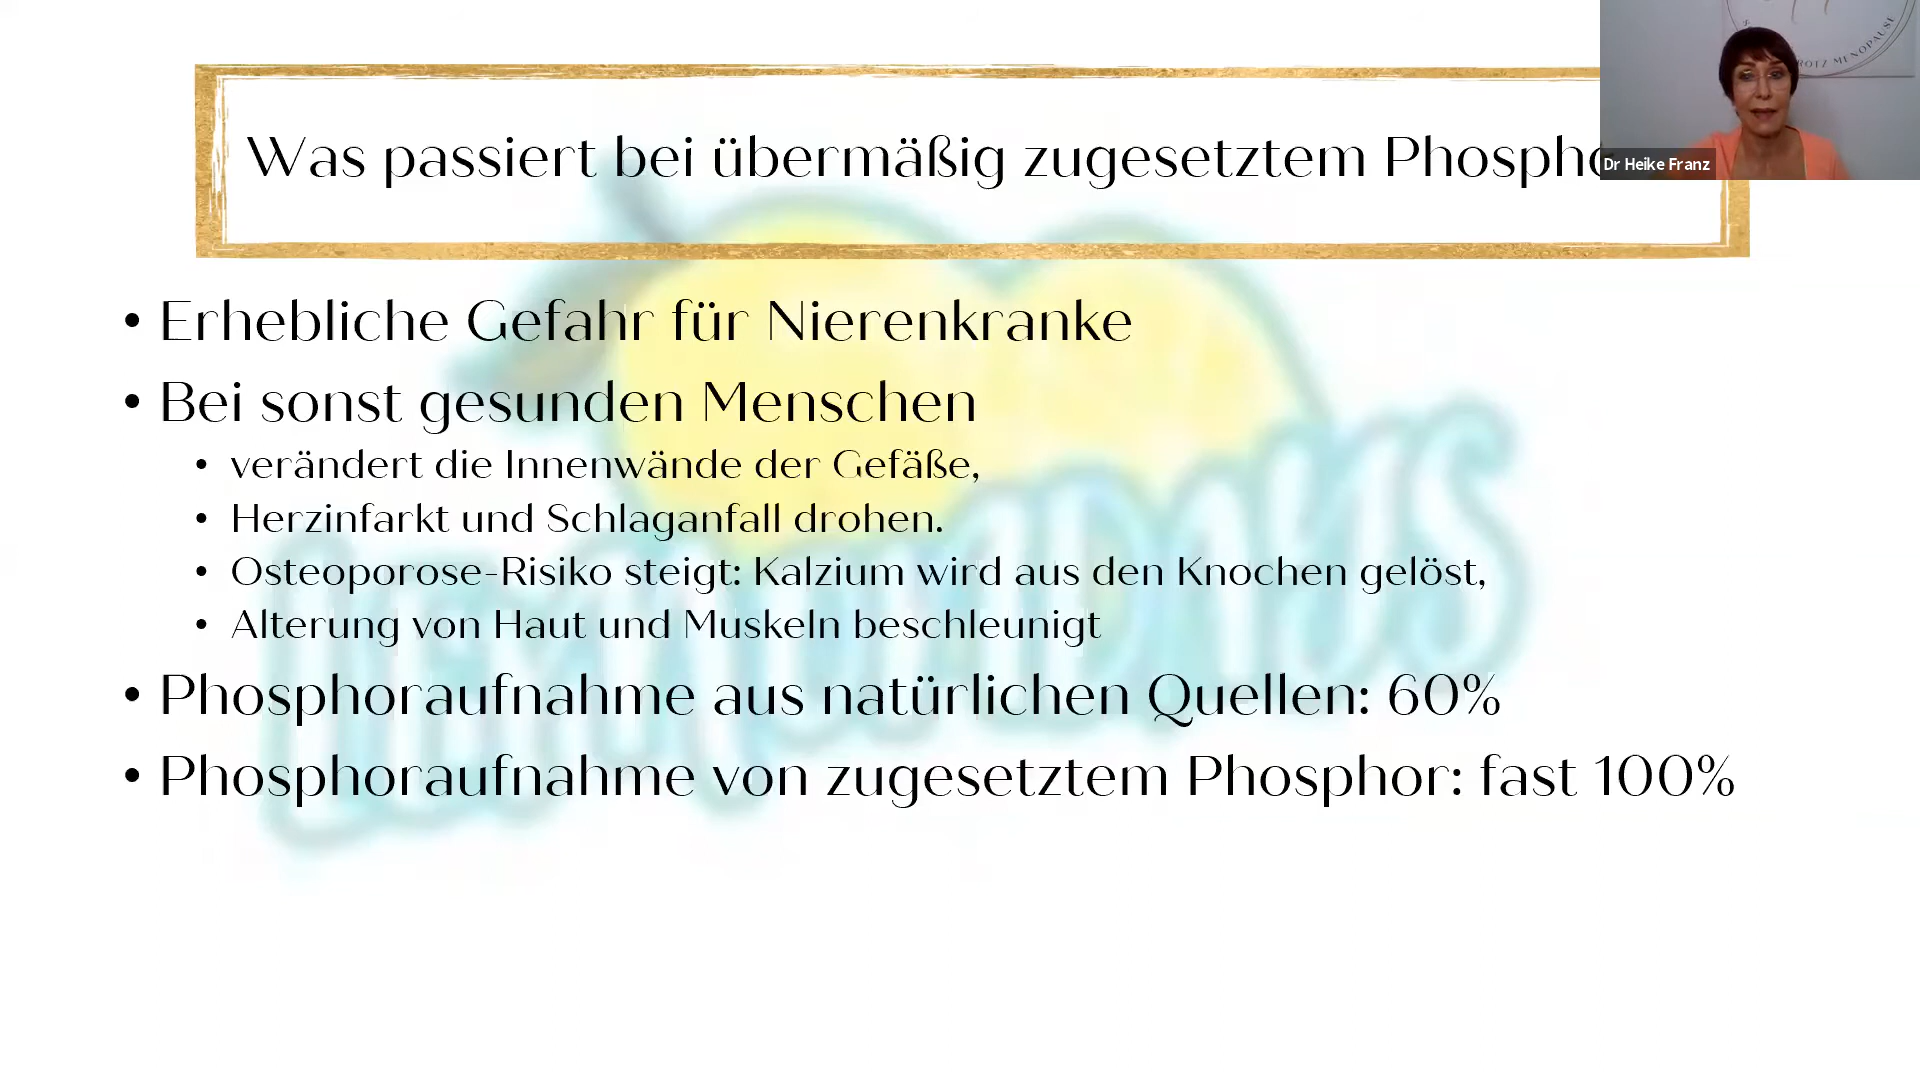 Was passiert bei übermäßig zugesetztem
Dr Heike Franz
ROTZ MENOPAUSE
• Erhebliche Gefahr für Nierenkranke
• Bei sonst gesunden Menschen
• verändert die Innenwände der Gefäße,
• Herzinfarkt und Schlaganfall drohen.
• Osteoporose-Risiko steigt: Kalzium wird aus den Knochen gelöst,
• Alterung von Haut und Muskeln beschleunigt
• Phosphoraufnahme aus natürlichen Quellen: 60%
• Phosphoraufnahme von zugesetztem Phosphor: fast 100%